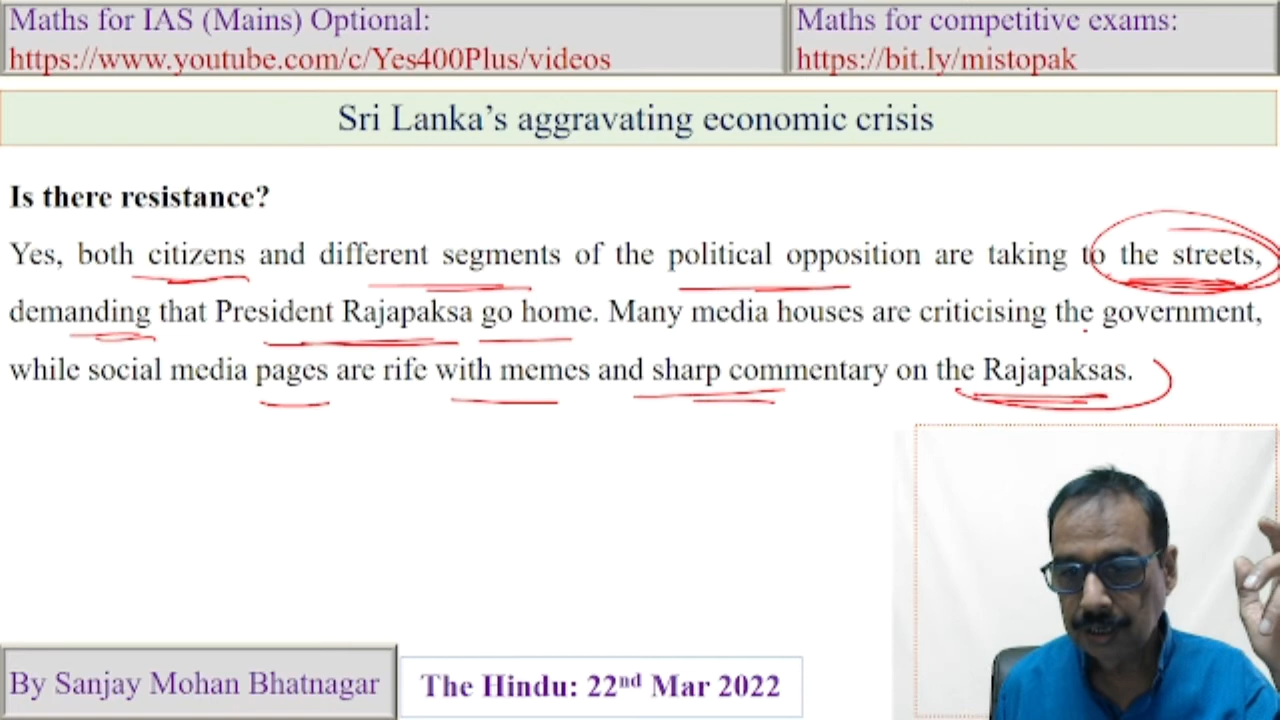 Maths for IAS (Mains) Optional:
https://www.youtube.com/c/Yes400Plus/videos
Maths for competitive exams:
https://bit.ly/mistopak
Sri Lanka's aggravating economic crisis
Is there resistance?
Yes, both citizens and different segments of the political opposition are taking to the streets,
demanding that President Rajapaksa go home. Many media houses are criticising the government,
while social media pages are rife with memes and sharp commentary on the Rajapaksas.
By Sanjay Mohan Bhatnagar
The Hindu: 22nd Mar 2022